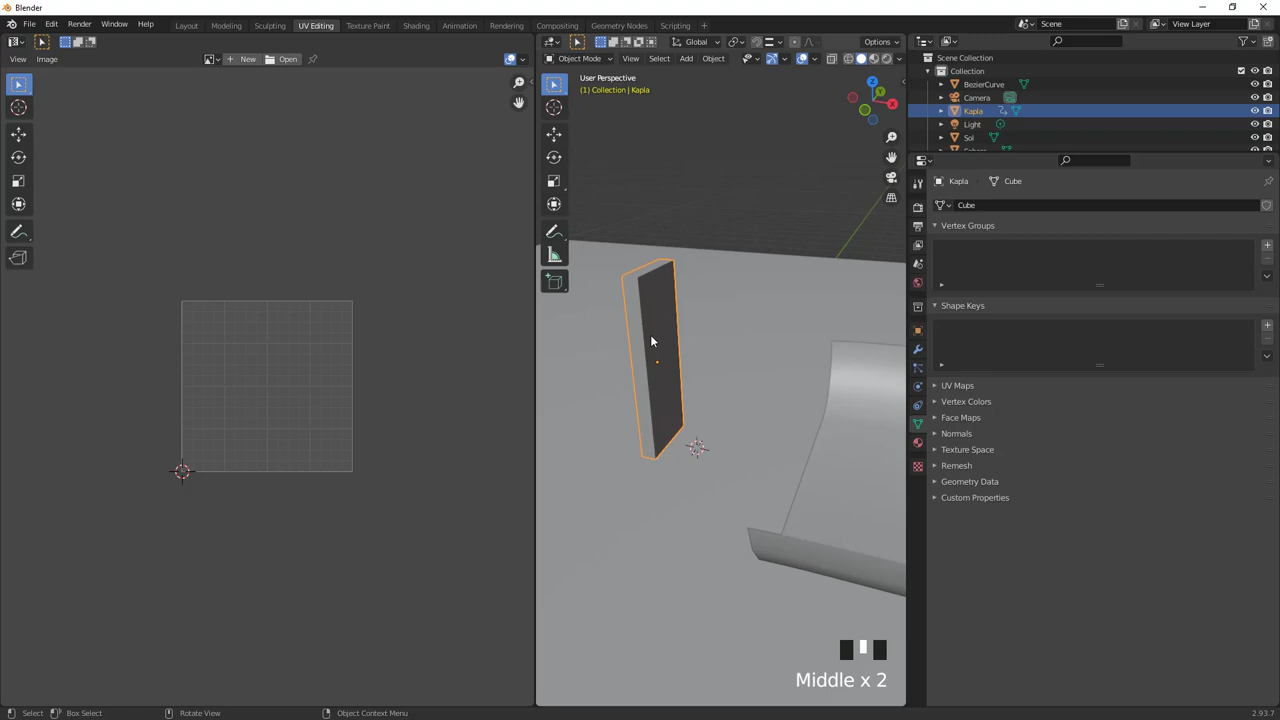 Blender
File Edit Render Window Help Layout Modeling Sculpting UV Editing Texture Paint Shading Animation Rendering Compositing Geometry Nodes Scripting + Scene View Layer
Global Options
View Image New Open Object Mode View Select Add Object
User Perspective
(1) Collection | Kapla
Scene Collection
Collection
BezierCurve
Camera
Kapla
Light
Sol
Kapla Cube
Cube
Vertex Groups
Shape Keys
UV Maps
Vertex Colors
Face Maps
Normals
Texture Space
Remesh
Geometry Data
Custom Properties
Middle x 2
Select Box Select Rotate View Object Context Menu 2.93.7